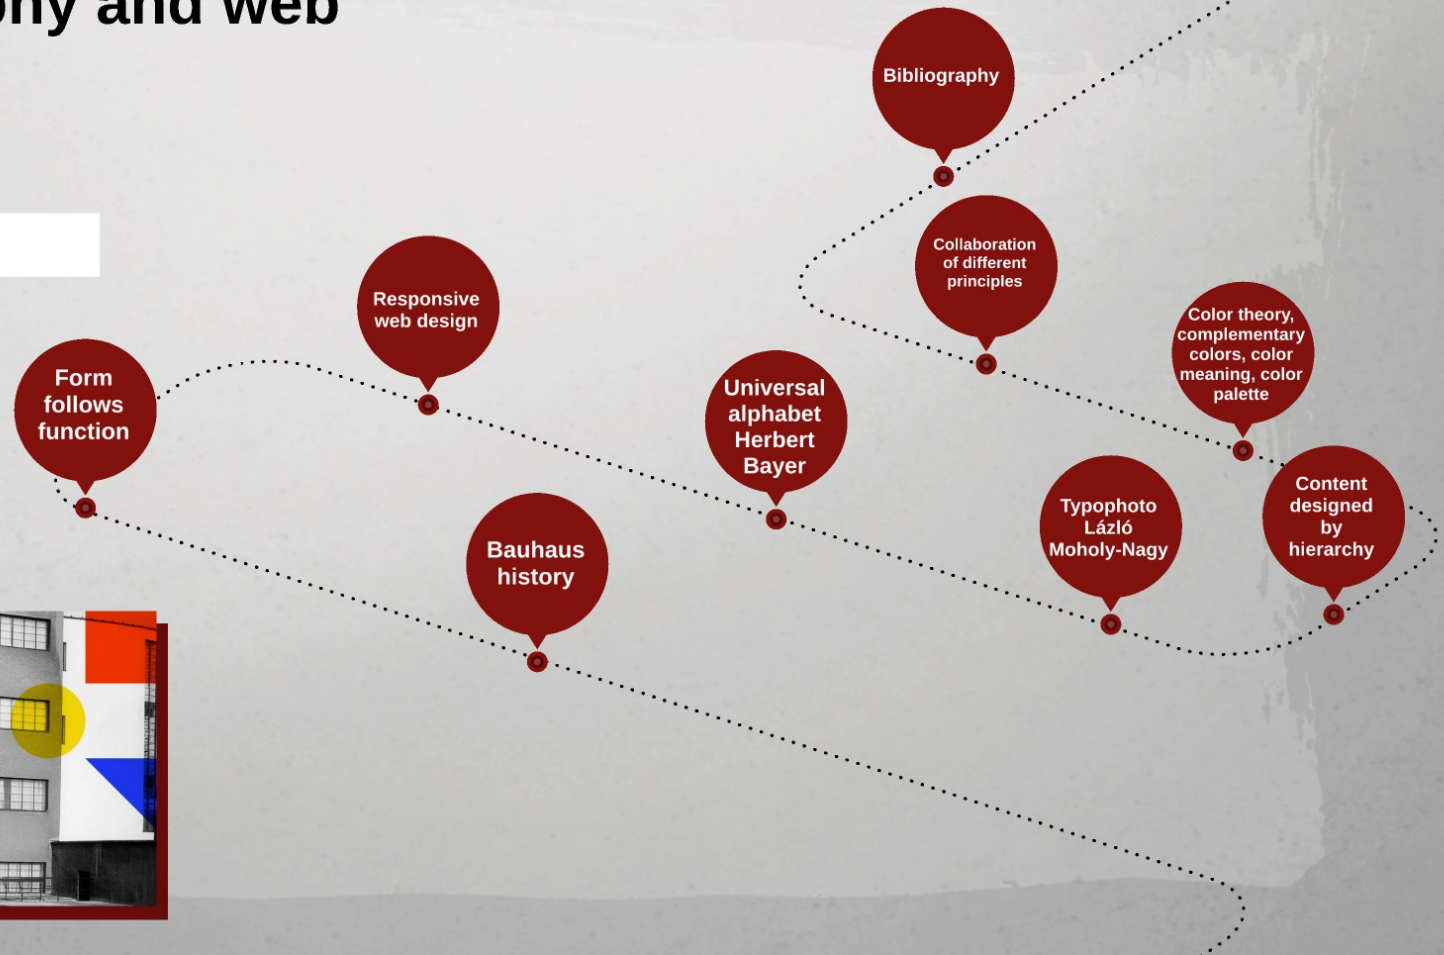 and web
Bibliography
Collaboration
of different
principles
Responsive
web design
Color theory,
complementary
colors, color
meaning, color
palette
Form
follows
function
Universal
alphabet
Herbert
Bayer
Typophoto
Lázló
Moholy-Nagy
Content
designed
by
hierarchy
Bauhaus
history